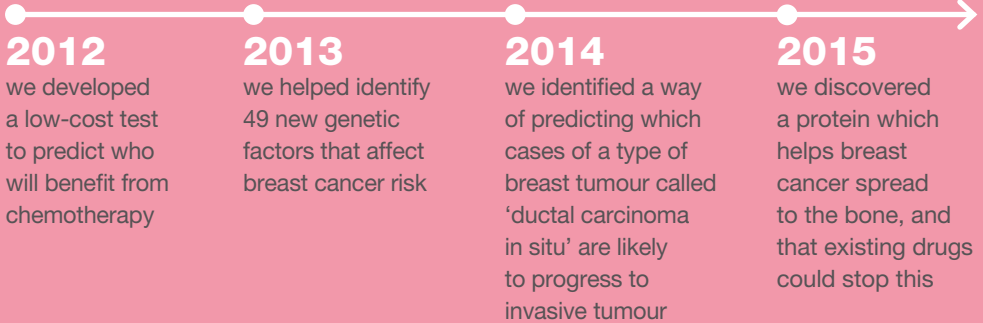 2012
we developed
a low-cost test
to predict who
will benefit from
chemotherapy
2013
we helped identify
49 new genetic
factors that affect
breast cancer risk
2014
we identified a way
of predicting which
cases of a type of
breast tumour called
‘ductal carcinoma
in situ’ are likely
to progress to
invasive tumour
2015
we discovered
a protein which
helps breast
cancer spread
to the bone, and
that existing drugs
could stop this